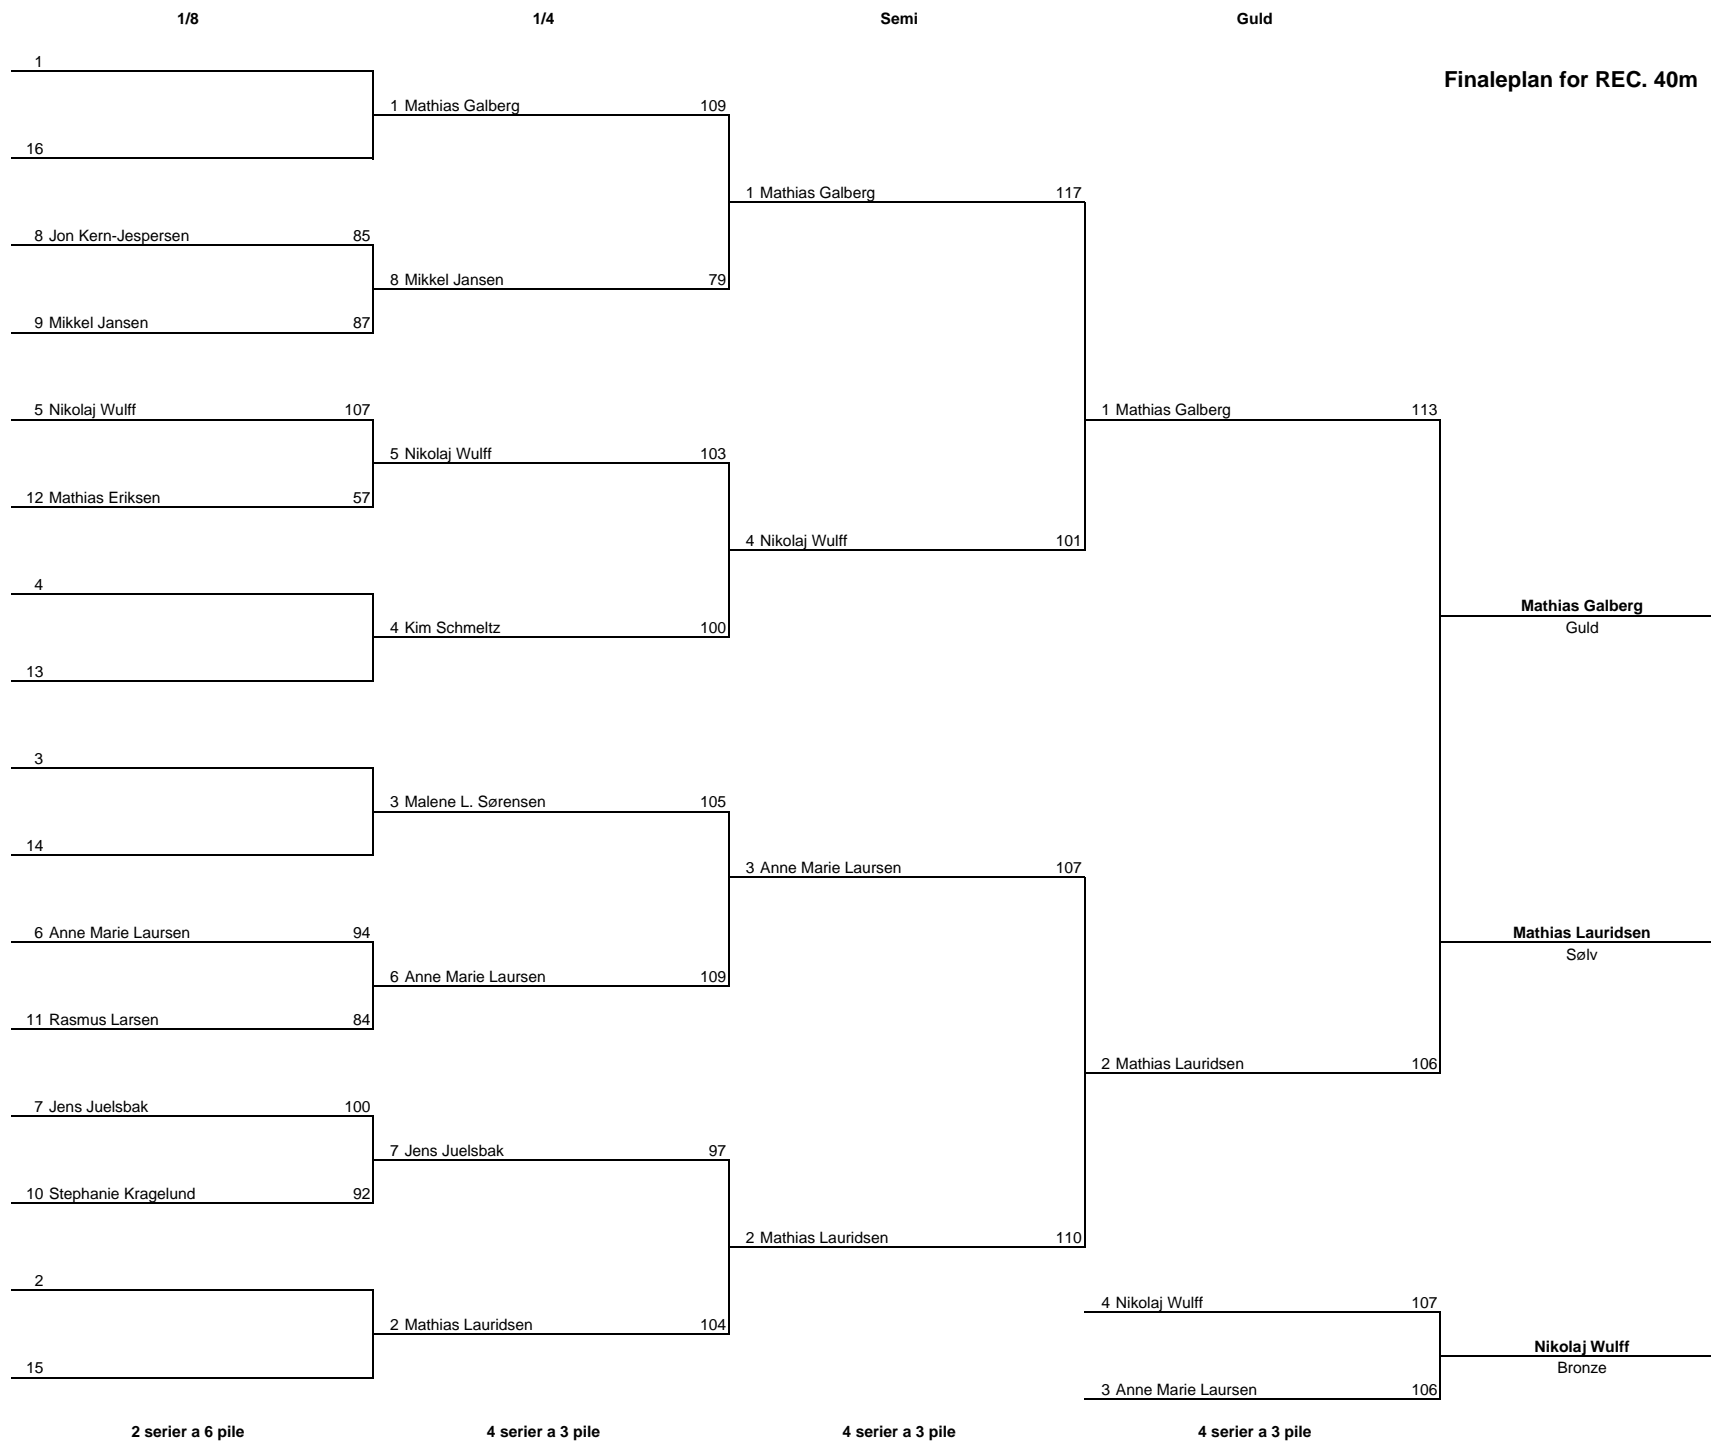 1/8 1/4 Semi Guld
1
Finaleplan for REC. 40m
1 Mathias Galberg 109
16
1 Mathias Galberg 117
8 Jon Kern-Jespersen 85
8 Mikkel Jansen 79
9 Mikkel Jansen 87
5 Nikolaj Wulff 107
1 Mathias Galberg 113
5 Nikolaj Wulff 103
12 Mathias Eriksen 57
4 Nikolaj Wulff 101
4
Mathias Galberg
4 Kim Schmeltz 100
Guld
13
3
3 Malene L. Sørensen 105
14
3 Anne Marie Laursen 107
6 Anne Marie Laursen 94
Mathias Lauridsen
Sølv
6 Anne Marie Laursen 109
11 Rasmus Larsen 84
2 Mathias Lauridsen 106
7 Jens Juelsbak 100
7 Jens Juelsbak 97
10 Stephanie Kragelund 92
2 Mathias Lauridsen 110
2
4 Nikolaj Wulff 107
2 Mathias Lauridsen 104
Nikolaj Wulff
15
Bronze
3 Anne Marie Laursen 106
2 serier a 6 pile 4 serier a 3 pile 4 serier a 3 pile 4 serier a 3 pile